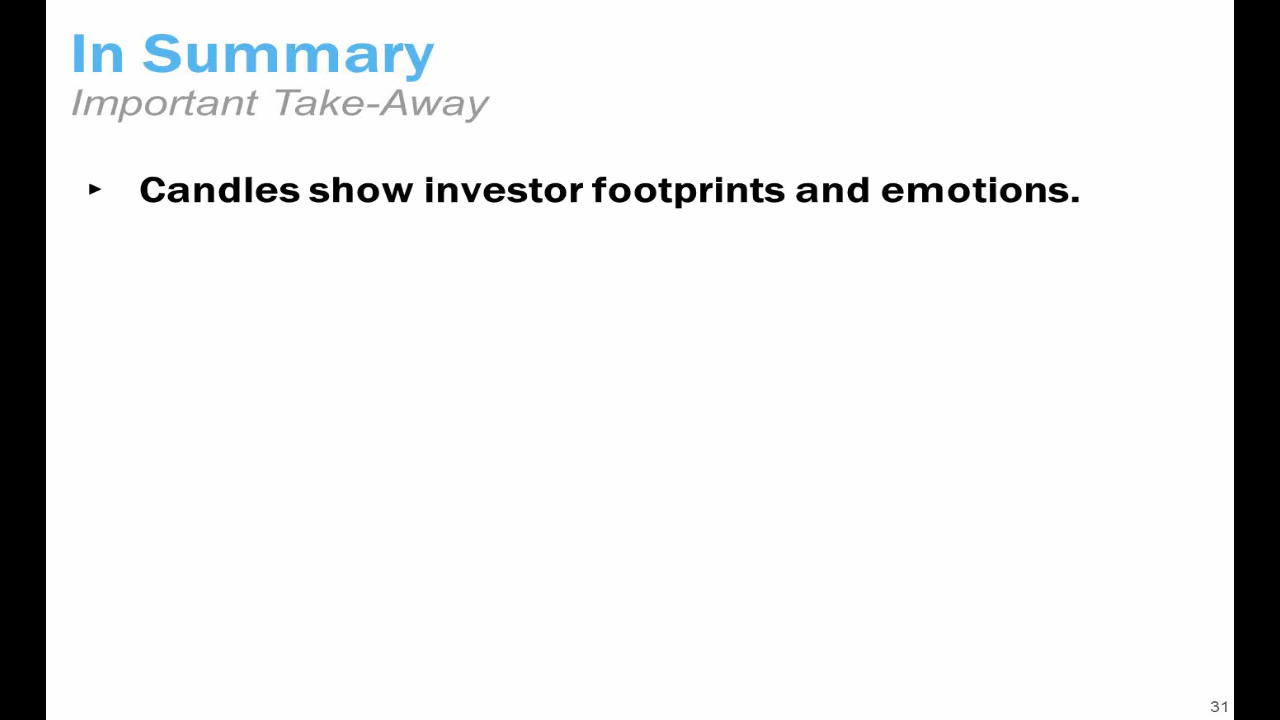 In Summary
Important Take-Away
▸ Candles show investor footprints and emotions.
31